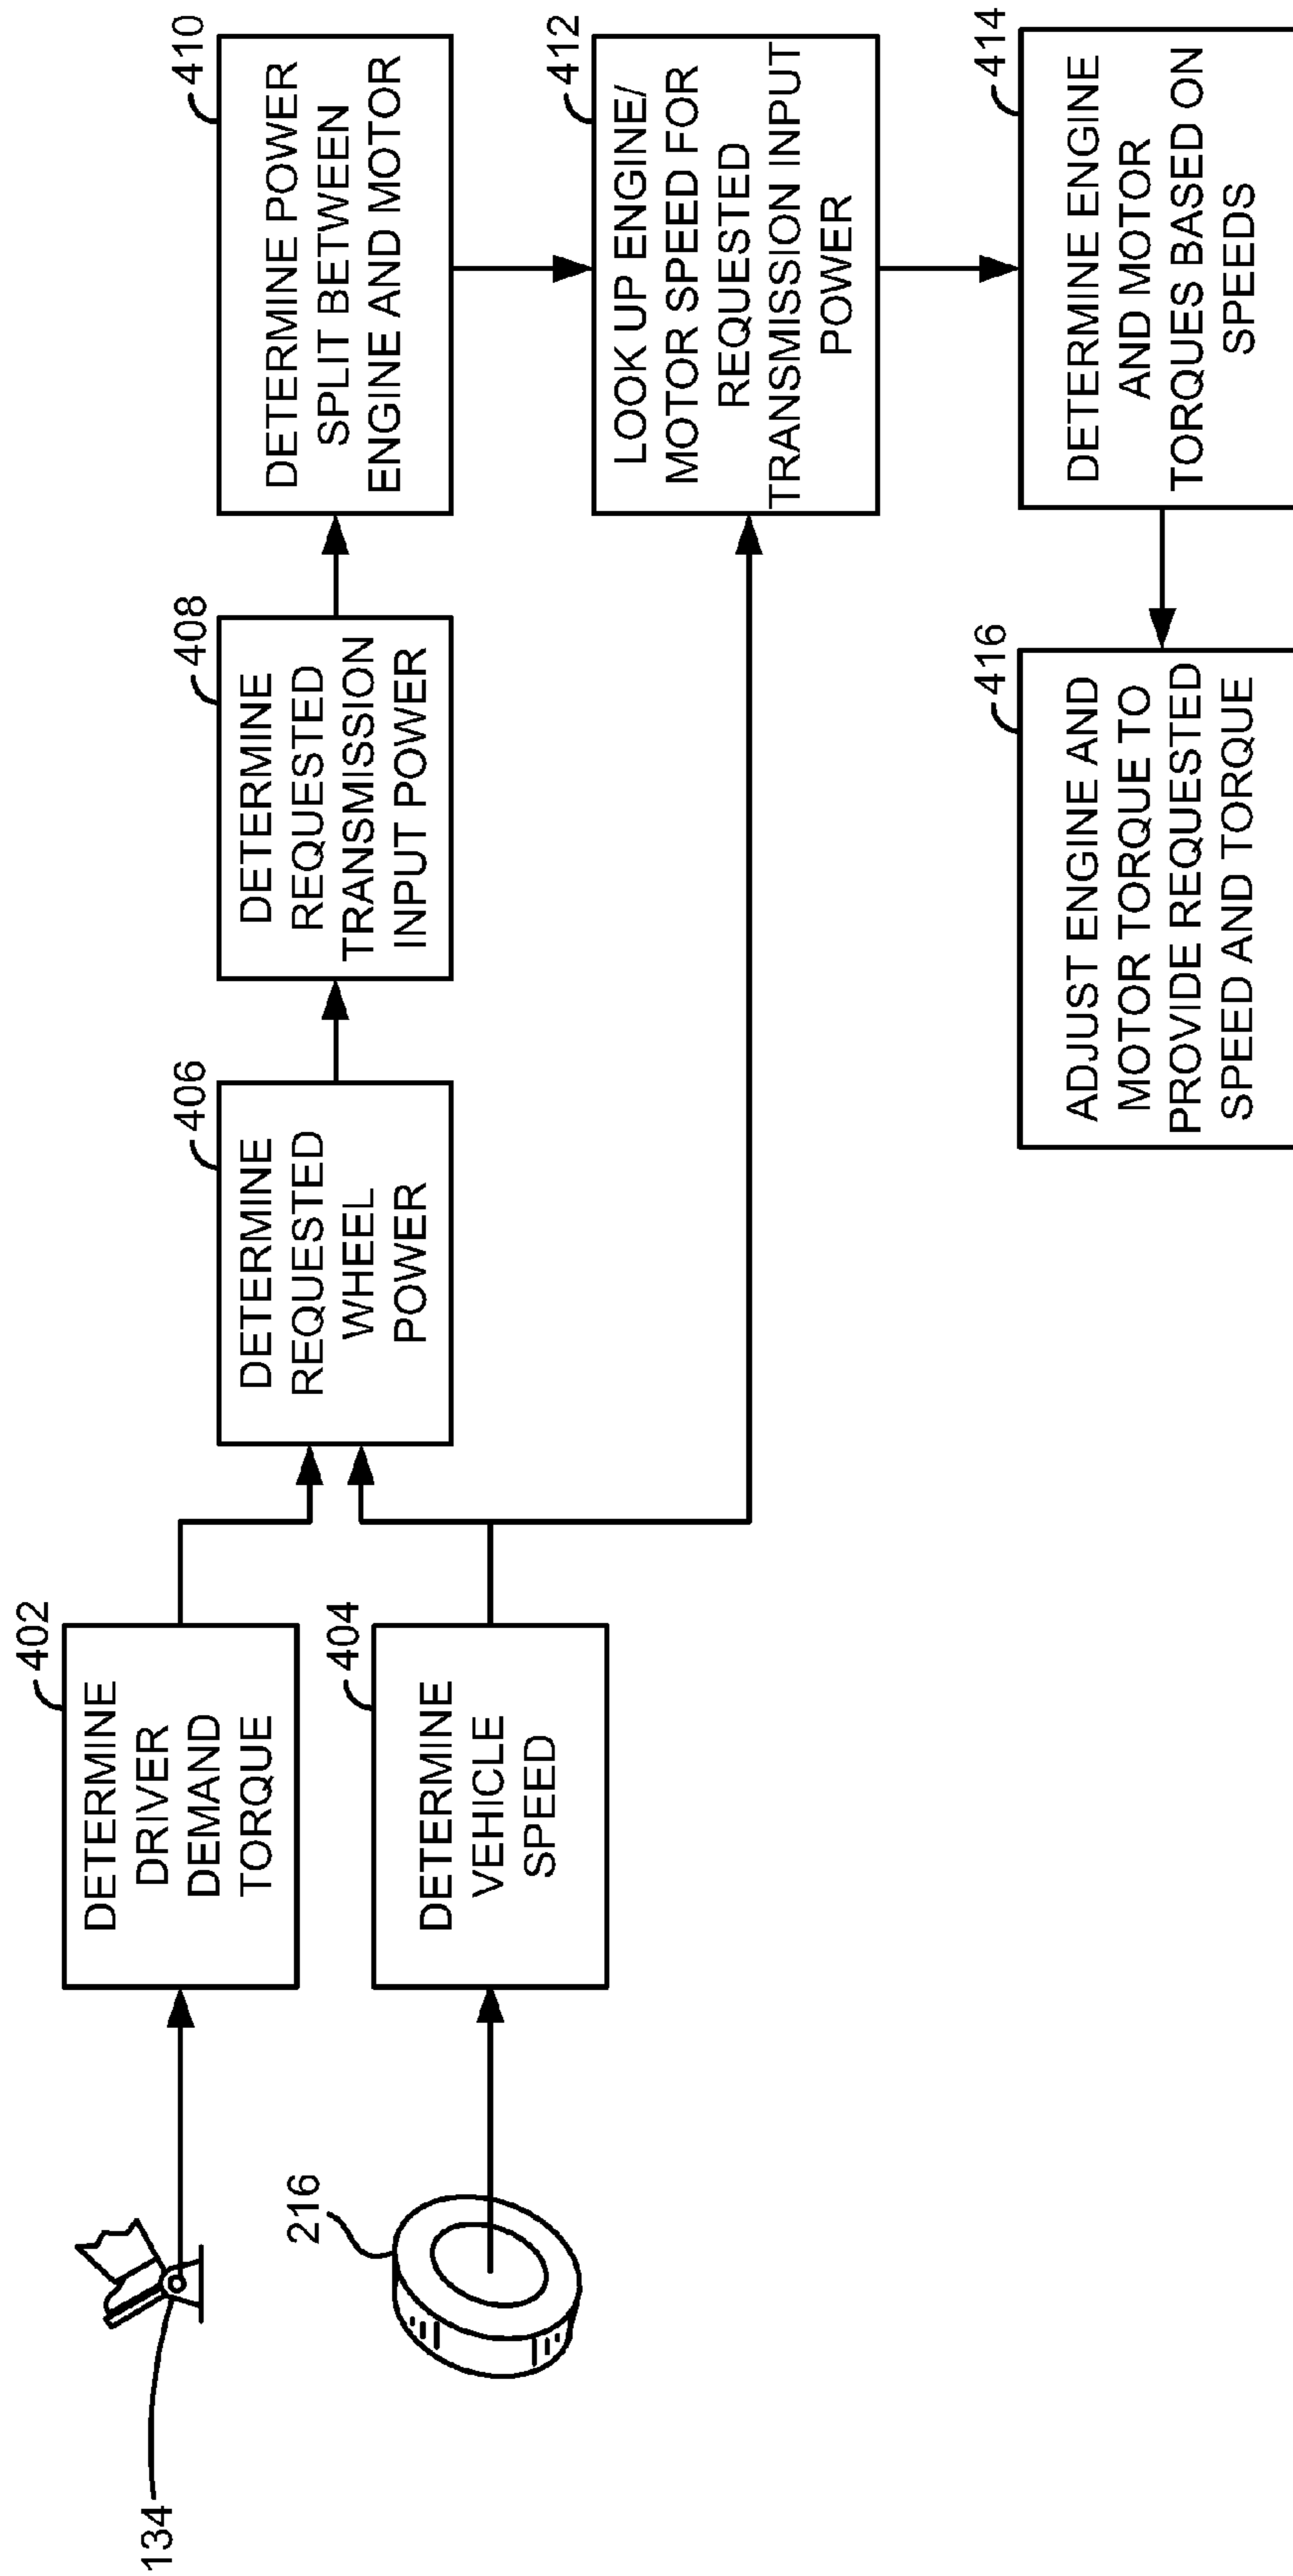 134
216
402
DETERMINE
DRIVER
DEMAND
TORQUE
404
DETERMINE
VEHICLE
SPEED
406
DETERMINE
REQUESTED
WHEEL
POWER
408
DETERMINE
REQUESTED
TRANSMISSION
INPUT POWER
410
DETERMINE POWER
SPLIT BETWEEN
ENGINE AND MOTOR
412
LOOK UP ENGINE/
MOTOR SPEED FOR
REQUESTED
TRANSMISSION INPUT
POWER
414
DETERMINE ENGINE
AND MOTOR
TORQUES BASED ON
SPEEDS
416
ADJUST ENGINE AND
MOTOR TORQUE TO
PROVIDE REQUESTED
SPEED AND TORQUE